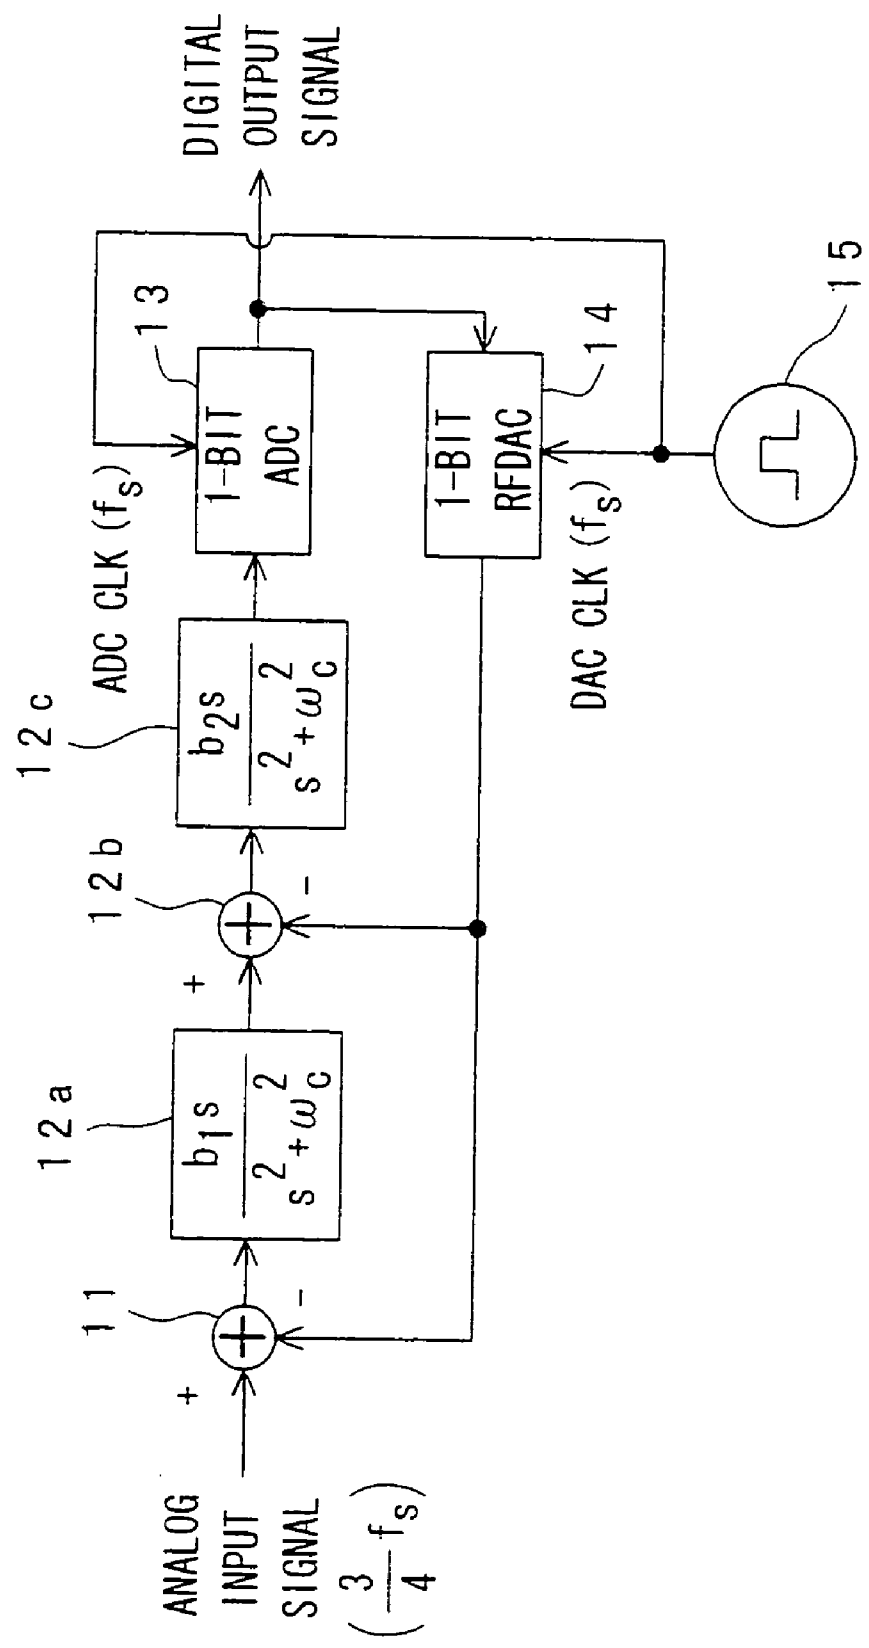 ANALOG
INPUT
SIGNAL
(3/4 fs)
+
-
11
b1s
s2+ωc2
12a
+
-
12b
b2s
s2+ωc2
12c
ADC CLK (fs)
1-BIT
ADC
13
DIGITAL
OUTPUT
SIGNAL
1-BIT
RFDAC
14
DAC CLK (fs)
15